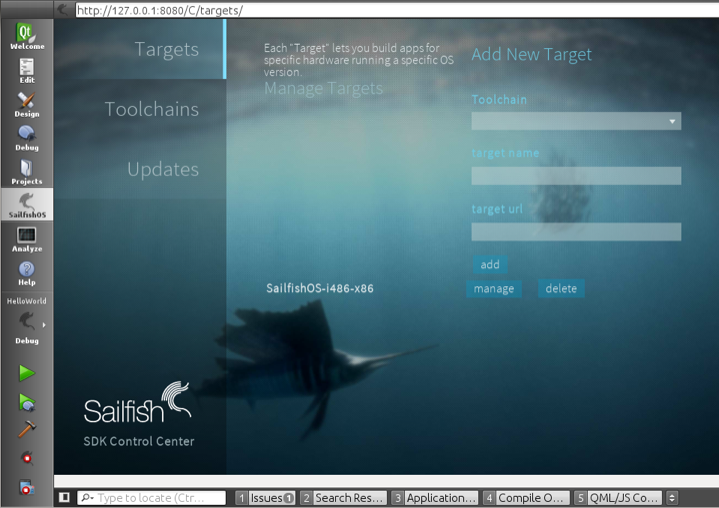 http://127.0.0.1:8080/C/targets/
Qt
Welcome
Edit
Design
Debug
Projects
SailfishOS
Analyze
Help
HelloWorld
Debug
Targets
Toolchains
Updates
Sailfish
SDK Control Center
Each "Target" lets you build apps for
specific hardware running a specific OS
version.
Manage Targets
SailfishOS-i486-x86
Add New Target
Toolchain
target name
target url
add
manage
delete
Type to locate (Ctr...
1 Issues 1
2 Search Res...
3 Application...
4 Compile O...
5 QML/JS Co...